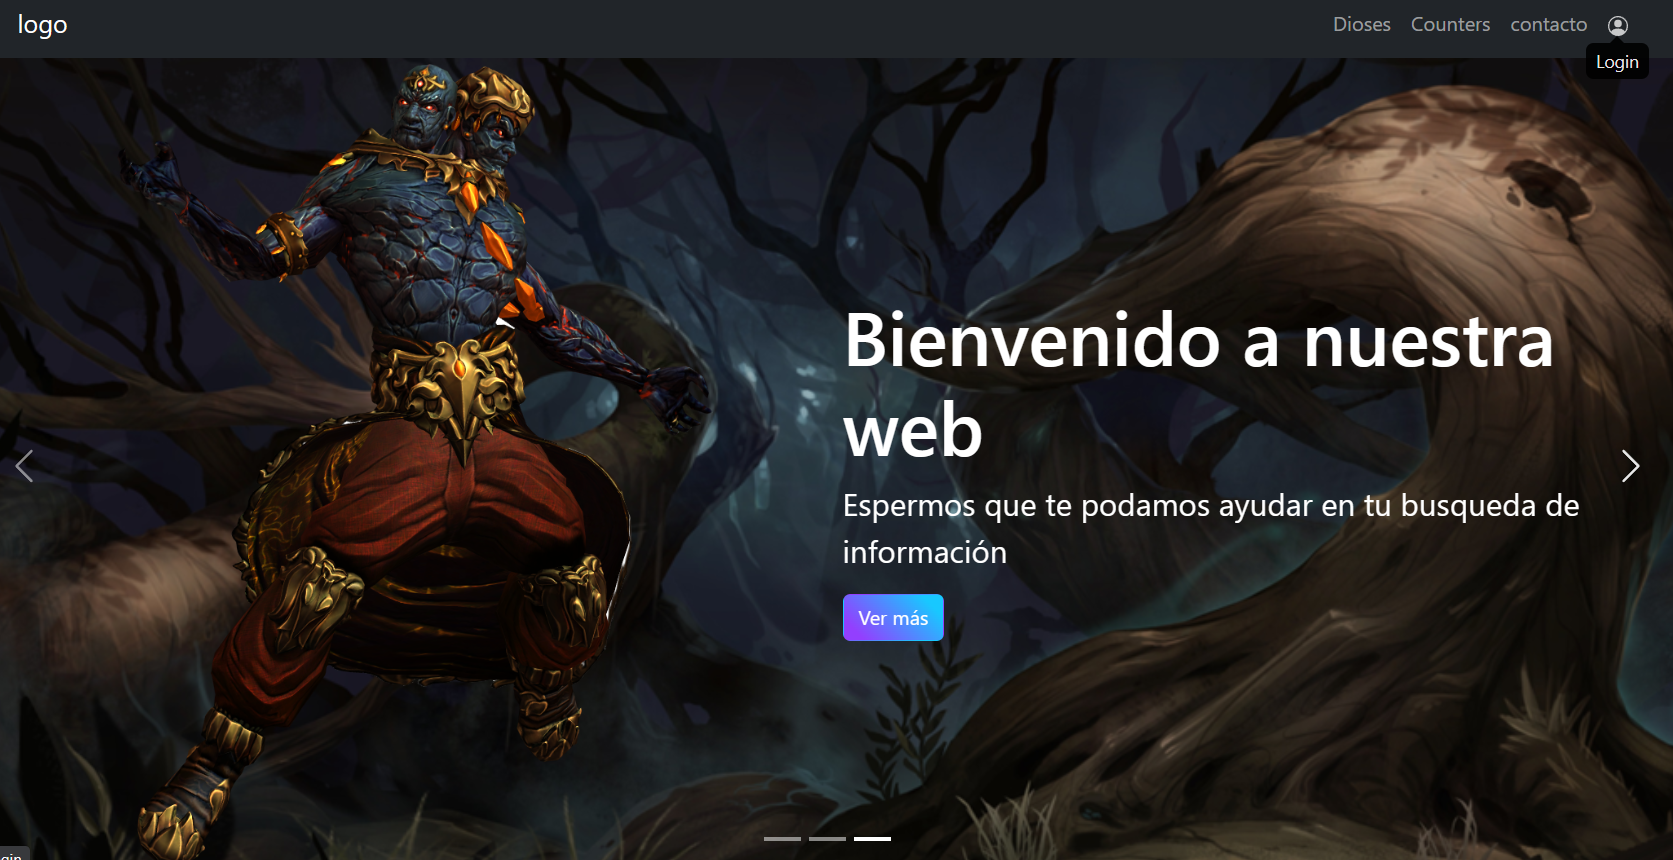 logo
Dioses Counters contacto
Login
Bienvenido a nuestra
web
Espermos que te podamos ayudar en tu busqueda de
información
Ver más